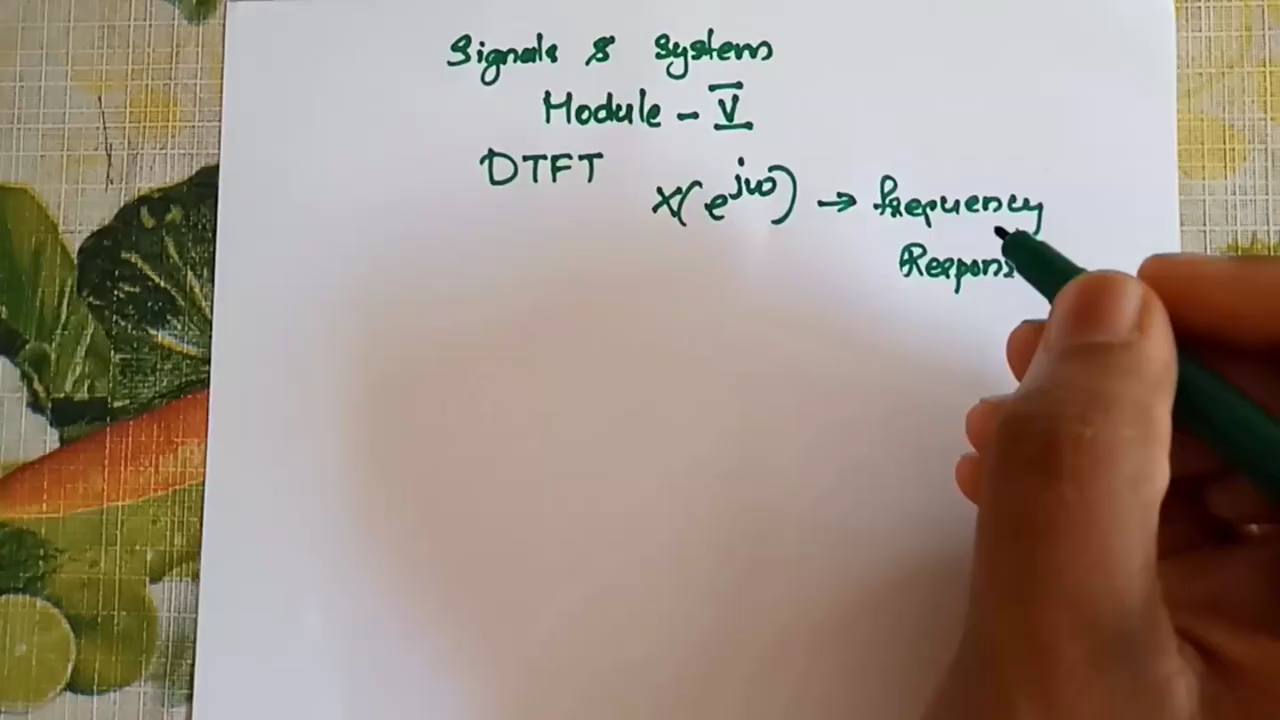 Signals & Systems
Module - V
DTFT
X(e^jω) → frequency
Respons